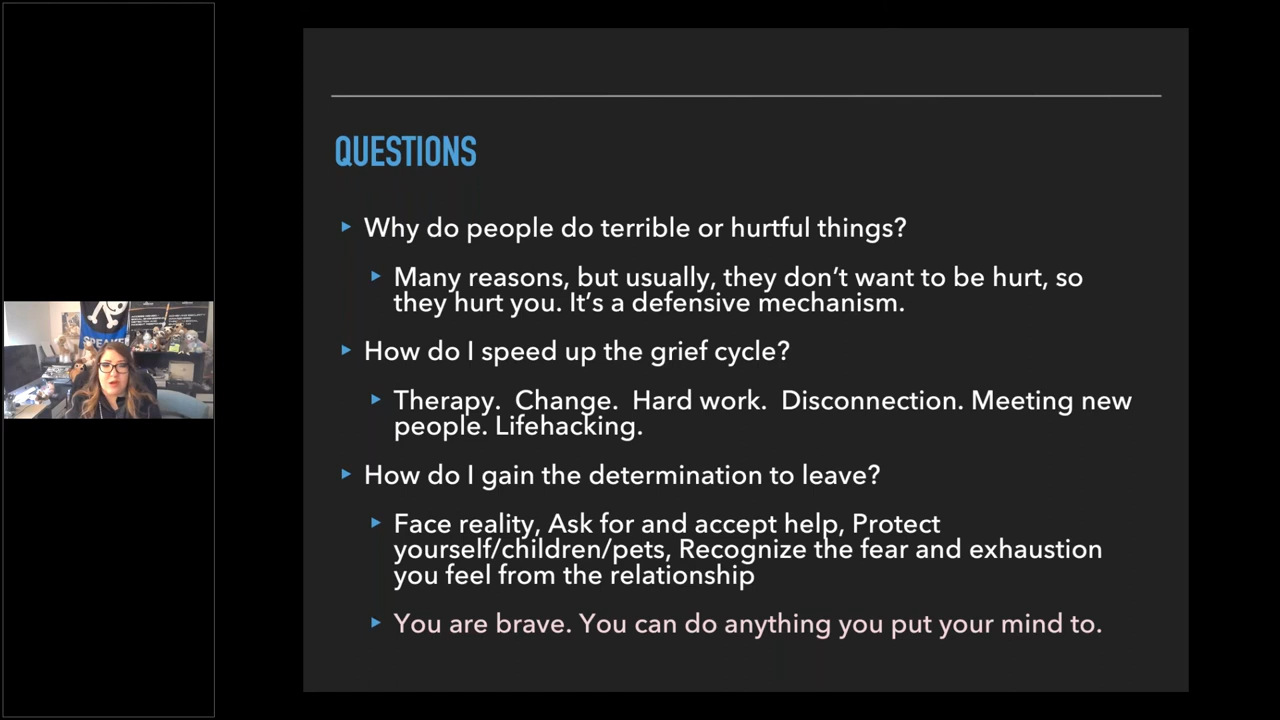 QUESTIONS
Why do people do terrible or hurtful things?
Many reasons, but usually, they don't want to be hurt, so
they hurt you. It's a defensive mechanism.
How do I speed up the grief cycle?
Therapy.  Change.  Hard work.  Disconnection. Meeting new
people. Lifehacking.
How do I gain the determination to leave?
Face reality, Ask for and accept help, Protect
yourself/children/pets, Recognize the fear and exhaustion
you feel from the relationship
You are brave. You can do anything you put your mind to.
SPEAKER